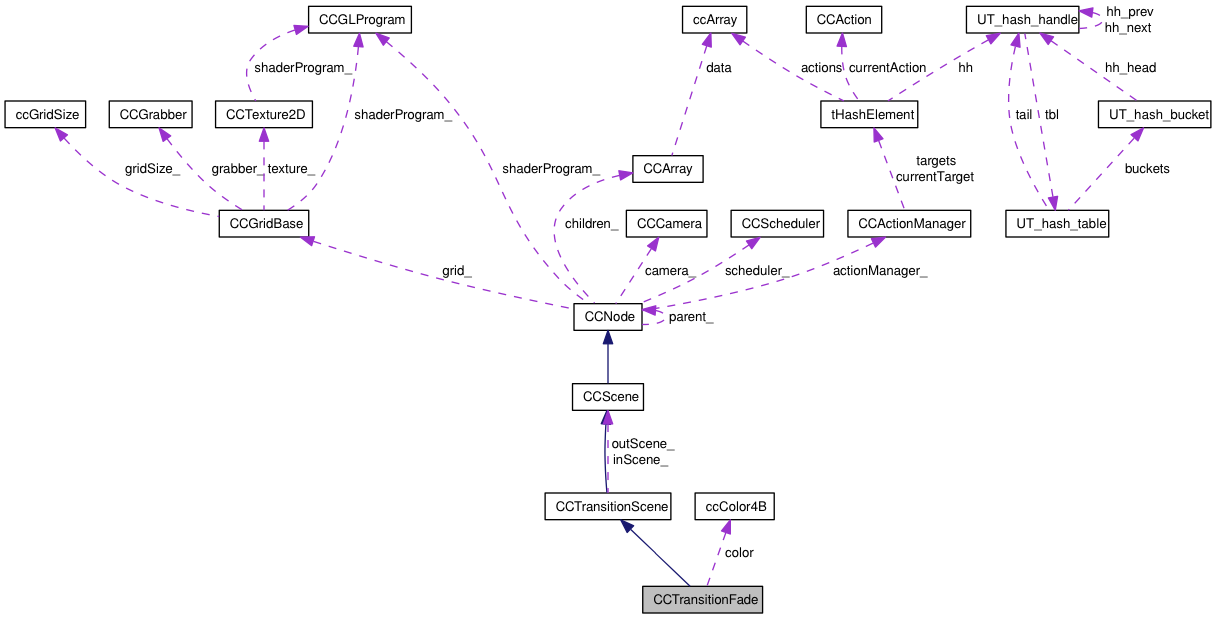 CCGLProgram
ccArray
CCAction
UT_hash_handle
hh_prev
hh_next
shaderProgram_
data
actions
currentAction
hh
hh_head
ccGridSize
CCGrabber
CCTexture2D
shaderProgram_
tHashElement
tail
tbl
UT_hash_bucket
gridSize_
grabber_
texture_
shaderProgram_
CCArray
targets
currentTarget
buckets
CCGridBase
children_
CCCamera
CCScheduler
CCActionManager
UT_hash_table
grid_
camera_
scheduler_
actionManager_
CCNode
parent_
CCScene
outScene_
inScene_
CCTransitionScene
ccColor4B
color
CCTransitionFade